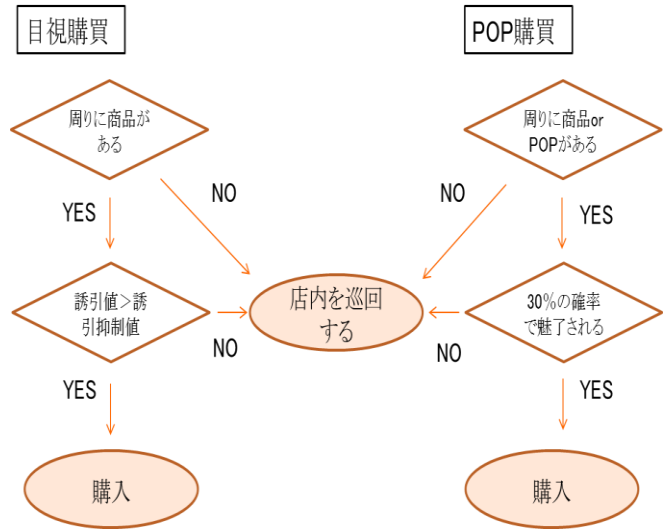 目視購買
POP購買
周りに商品が
ある
周りに商品or
POPがある
NO
NO
YES
YES
誘引値＞誘
引抑制値
店内を巡回
する
30％の確率
で魅了される
NO
NO
YES
YES
購入
購入